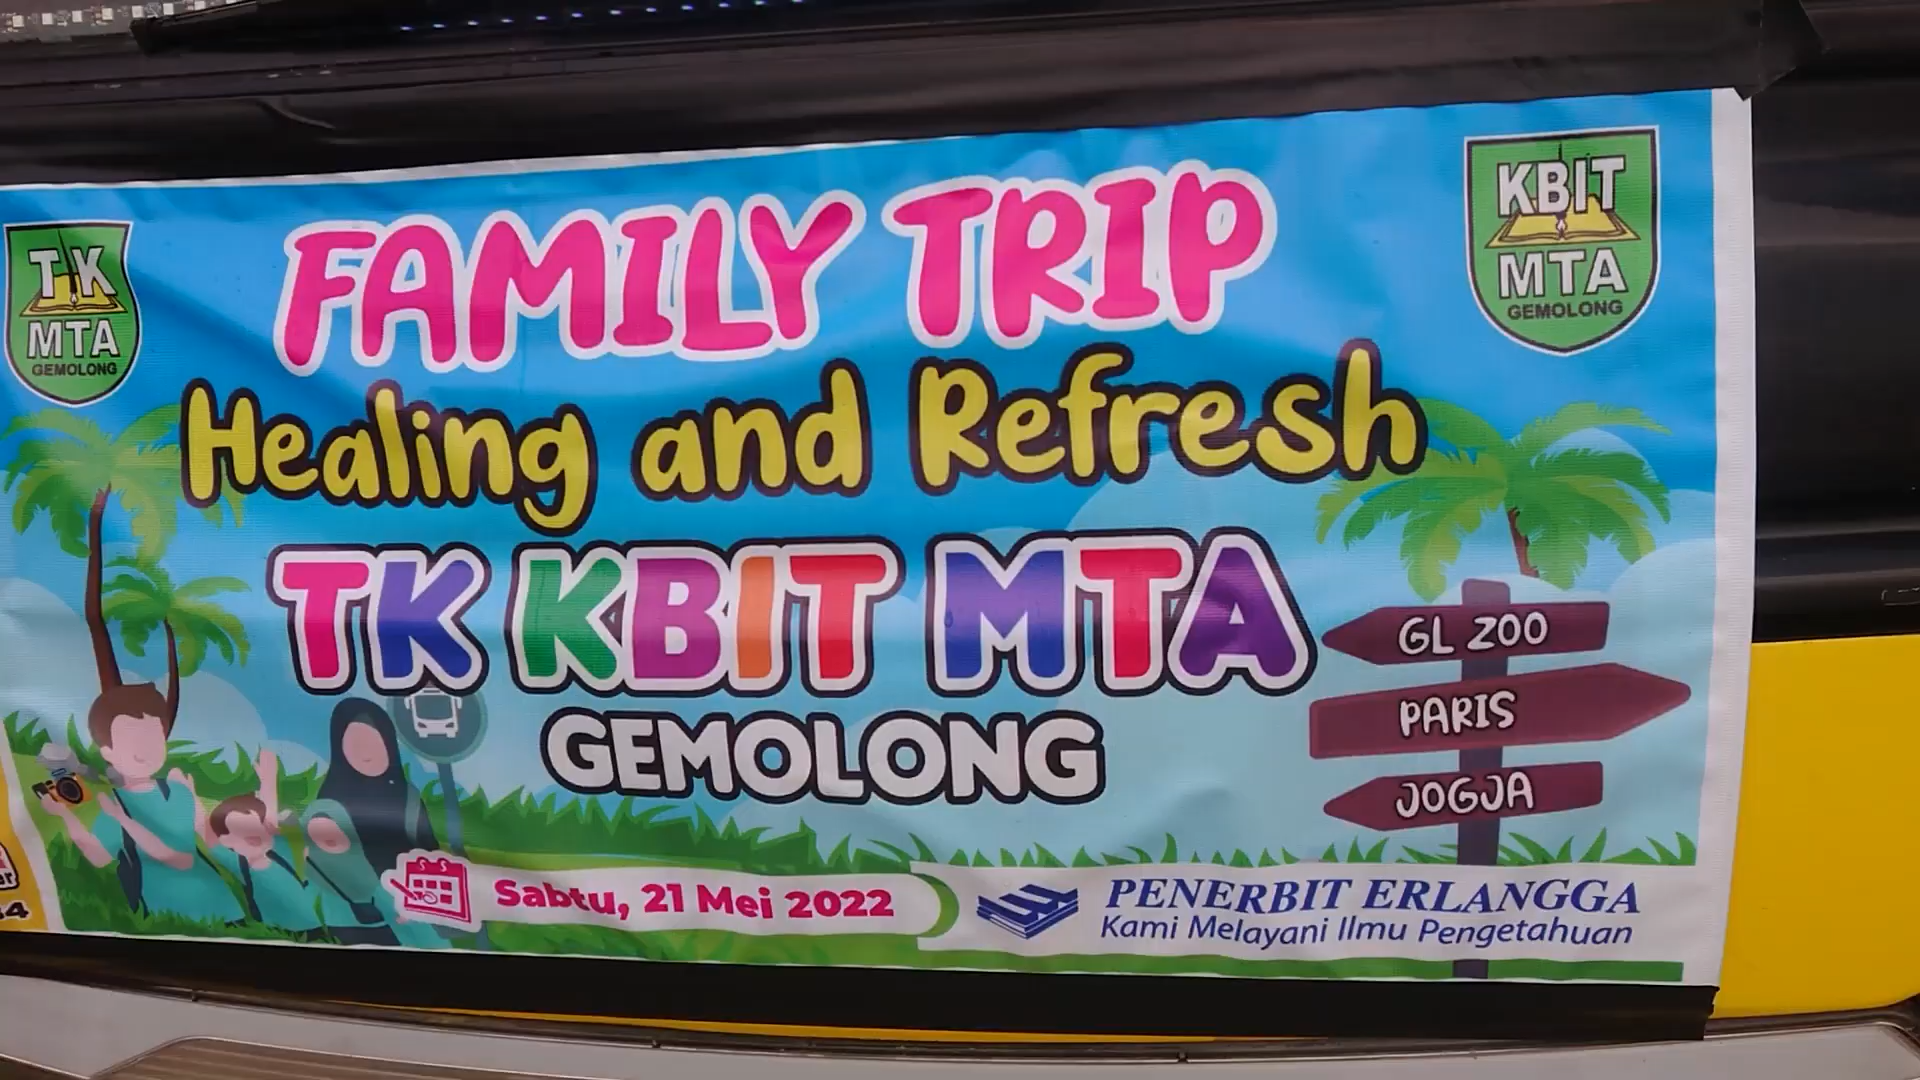 FAMILY TRIP
Healing and Refresh
TK KBIT MTA
GEMOLONG
TK
MTA
GEMOLONG
KBIT
MTA
GEMOLONG
GL ZOO
PARIS
JOGJA
Sabtu, 21 Mei 2022
PENERBIT ERLANGGA
Kami Melayani Ilmu Pengetahuan